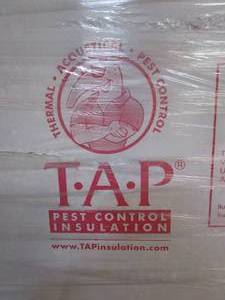 THERMAL • ACOUSTICAL • PEST CONTROL
T•A•P®
PEST CONTROL
INSULATION
www.TAPinsulation.com